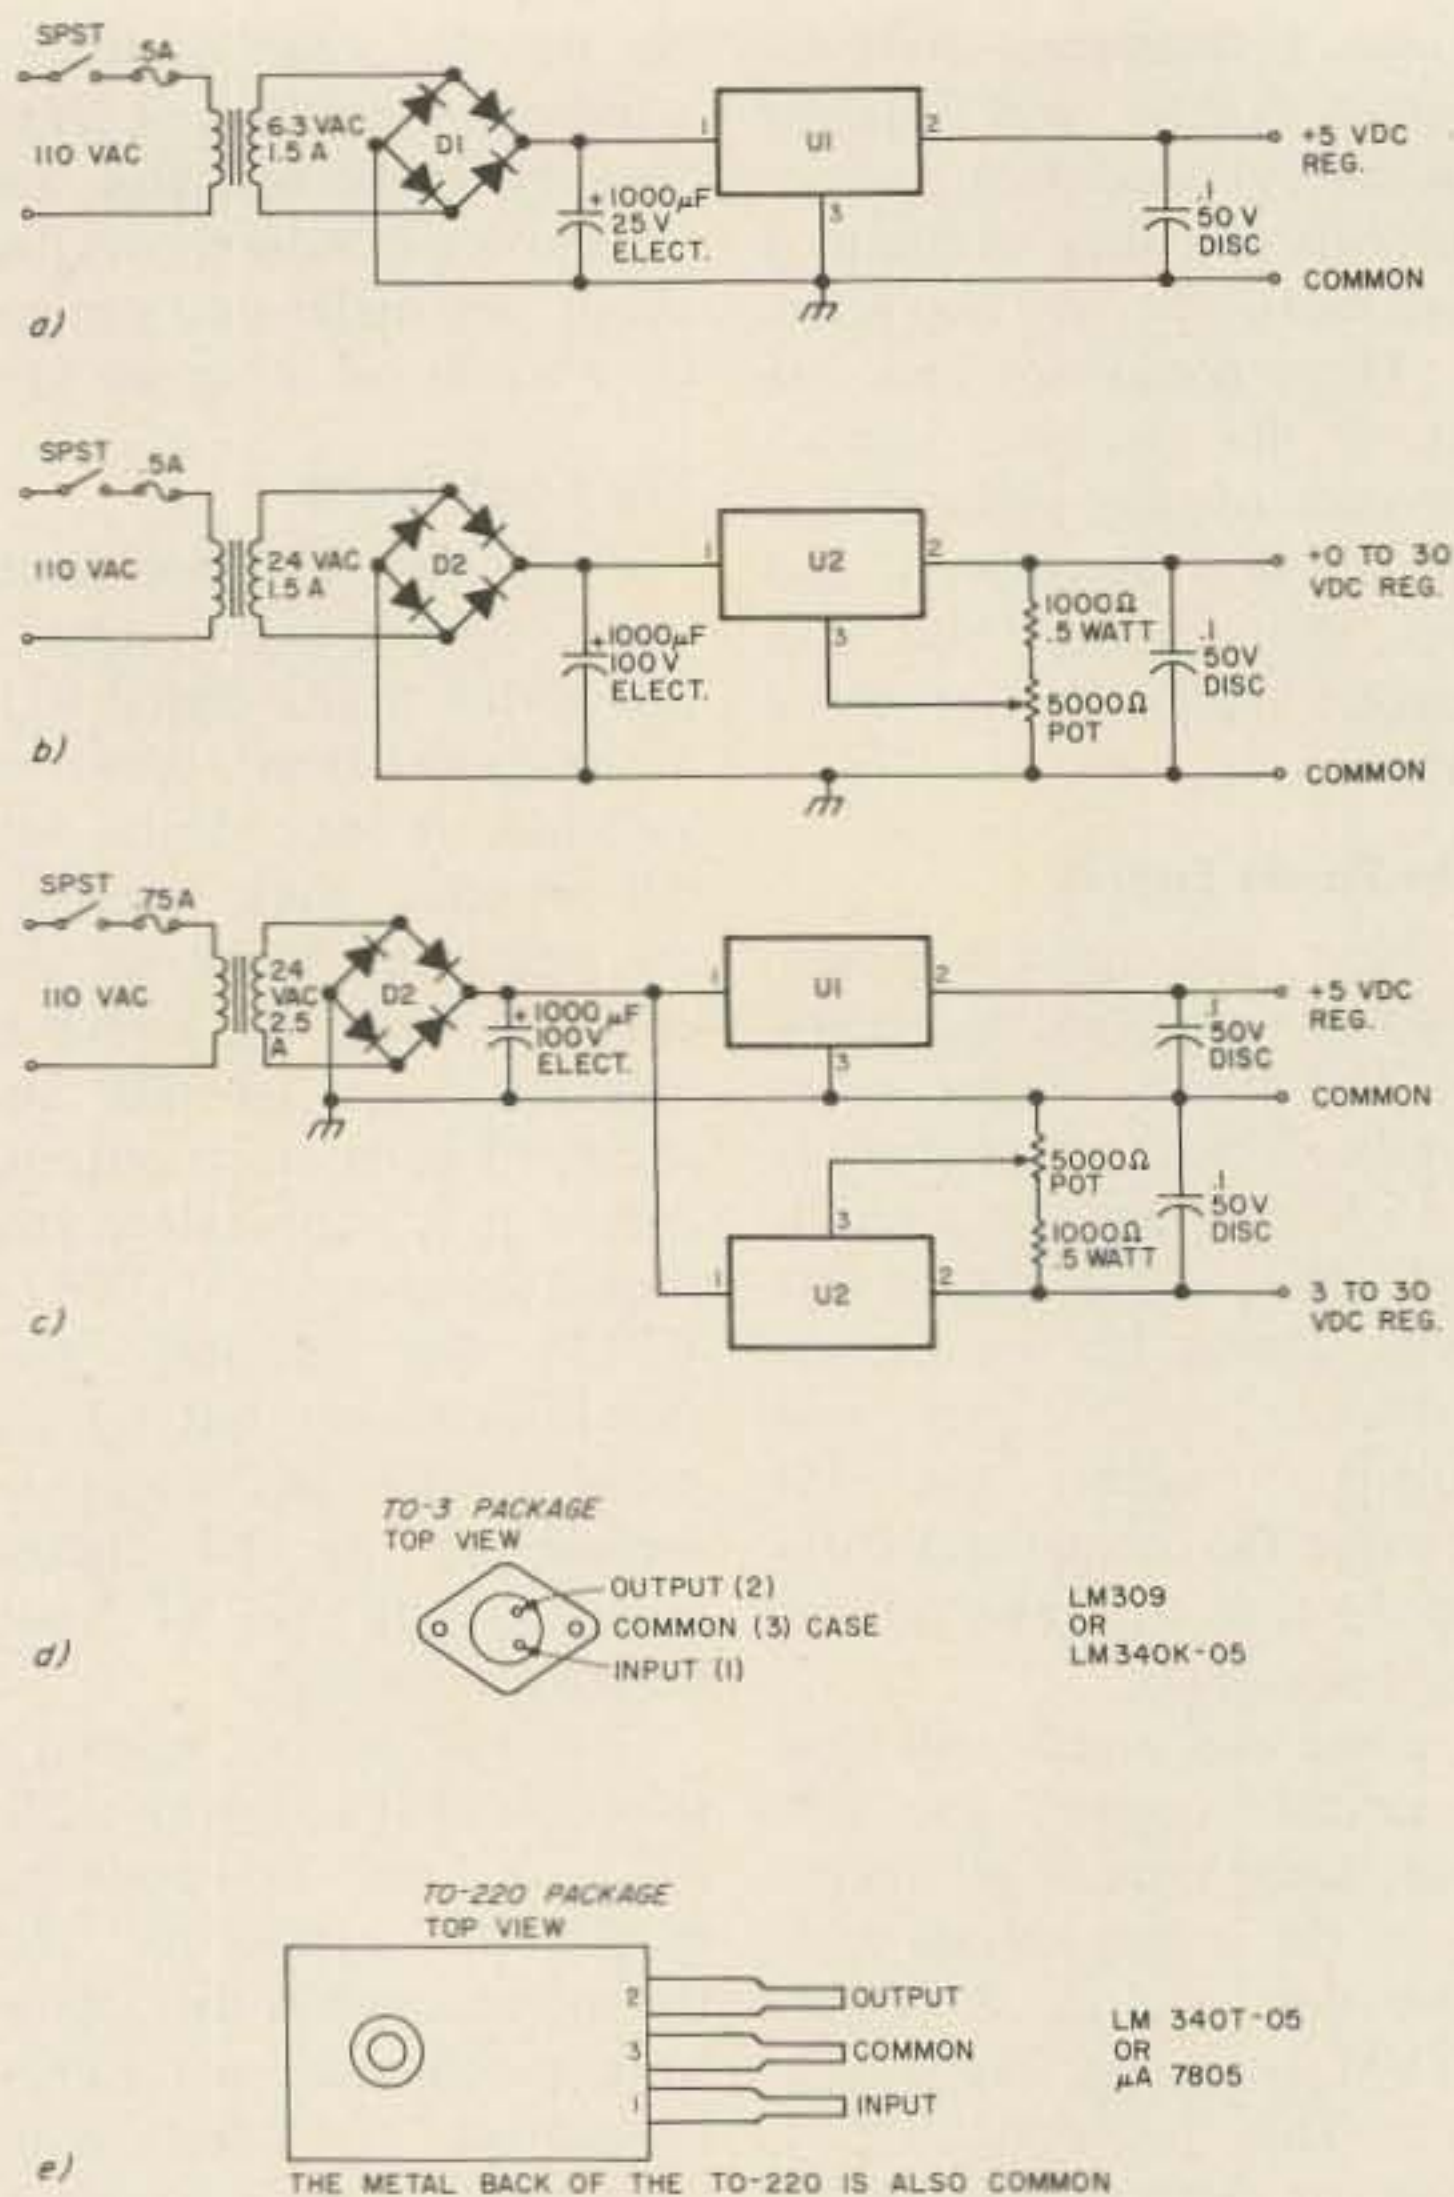 SPST
.5A
110 VAC
6.3 VAC
1.5 A
D1
+1000µF
25 V
ELECT.
1
U1
2
3
.1
50 V
DISC
+5 VDC
REG.
COMMON
a)
SPST
.5A
110 VAC
24 VAC
1.5 A
D2
+1000µF
100 V
ELECT.
1
U2
2
3
1000Ω
.5 WATT
5000Ω
POT
.1
50V
DISC
+0 TO 30
VDC REG.
COMMON
b)
SPST
.75A
110 VAC
24
VAC
2.5
A
D2
+1000µF
100V
ELECT.
1
U1
2
3
.1
50V
DISC
+5 VDC
REG.
COMMON
5000Ω
POT
1000Ω
.5 WATT
.1
50V
DISC
3
1
U2
2
3 TO 30
VDC REG.
c)
TO-3 PACKAGE
TOP VIEW
OUTPUT (2)
COMMON (3) CASE
INPUT (1)
LM309
OR
LM340K-05
d)
TO-220 PACKAGE
TOP VIEW
2
OUTPUT
3
COMMON
1
INPUT
LM 340T-05
OR
µA 7805
e)
THE METAL BACK OF THE TO-220 IS ALSO COMMON